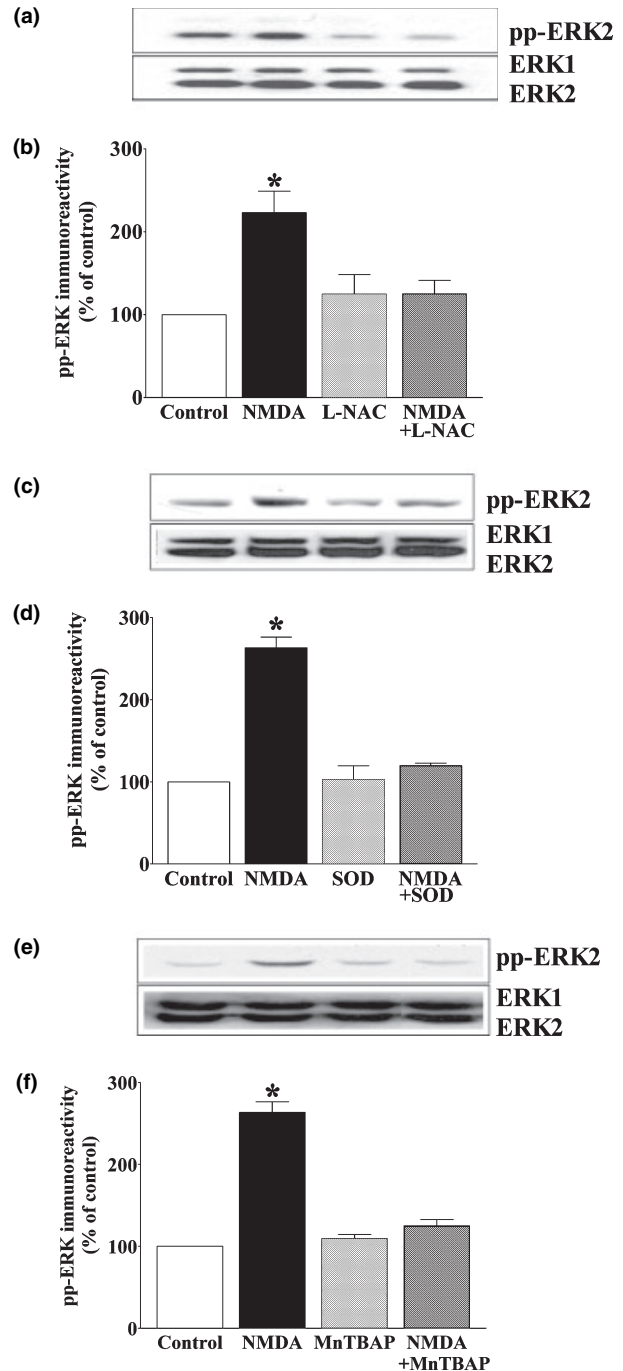 (a)
pp-ERK2
ERK1
ERK2
(b)
pp-ERK immunoreactivity
(% of control)
300
200
100
0
*
Control NMDA L-NAC NMDA
+L-NAC
(c)
pp-ERK2
ERK1
ERK2
(d)
pp-ERK immunoreactivity
(% of control)
300
200
100
0
*
Control NMDA SOD NMDA
+SOD
(e)
pp-ERK2
ERK1
ERK2
(f)
pp-ERK immunoreactivity
(% of control)
300
200
100
0
*
Control NMDA MnTBAP NMDA
+MnTBAP